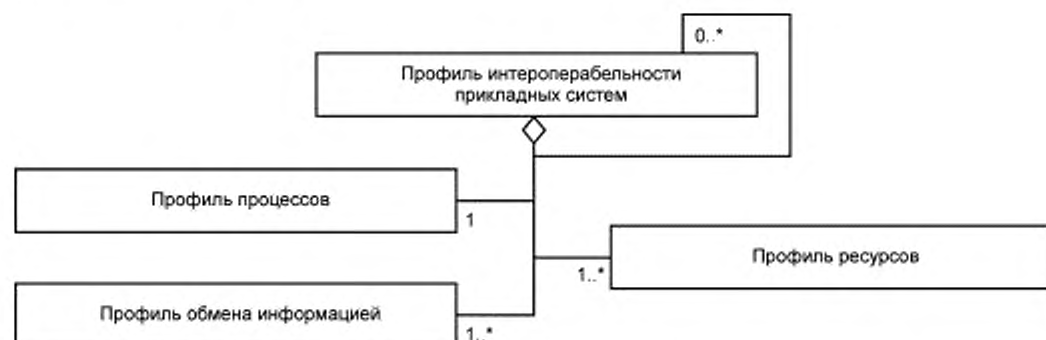 0..*
Профиль интероперабельности
прикладных систем
Профиль процессов
1
Профиль ресурсов
1..*
Профиль обмена информацией
1..*